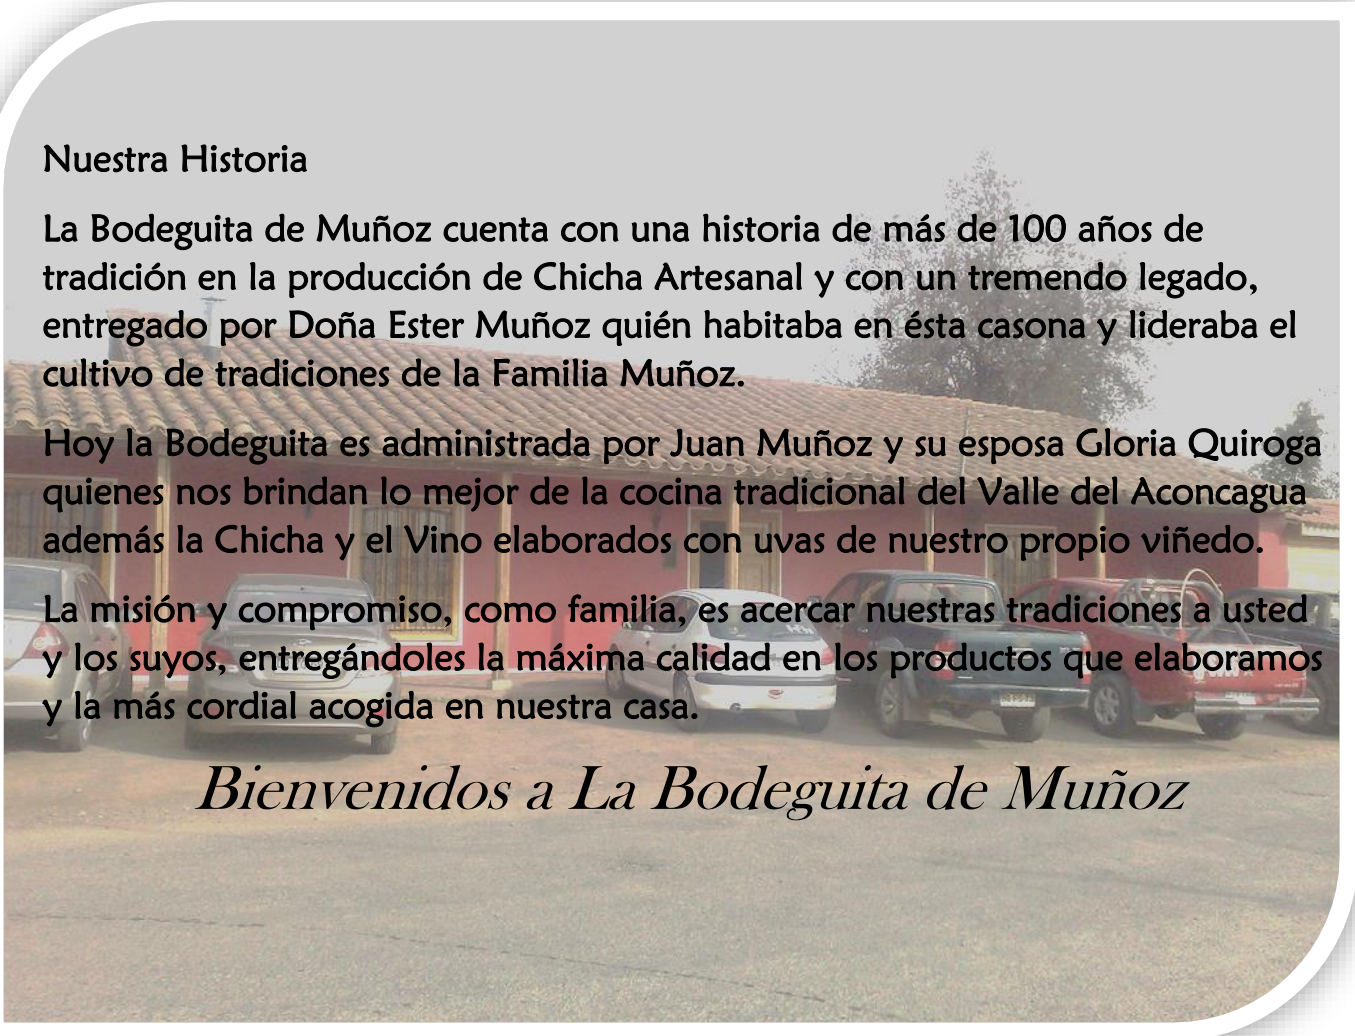 Nuestra Historia
La Bodeguita de Muñoz cuenta con una historia de más de 100 años de
tradición en la producción de Chicha Artesanal y con un tremendo legado,
entregado por Doña Ester Muñoz quién habitaba en ésta casona y lideraba el
cultivo de tradiciones de la Familia Muñoz.
Hoy la Bodeguita es administrada por Juan Muñoz y su esposa Gloria Quiroga
quienes nos brindan lo mejor de la cocina tradicional del Valle del Aconcagua
además la Chicha y el Vino elaborados con uvas de nuestro propio viñedo.
La misión y compromiso, como familia, es acercar nuestras tradiciones a usted
y los suyos, entregándoles la máxima calidad en los productos que elaboramos
y la más cordial acogida en nuestra casa.
Bienvenidos a La Bodeguita de Muñoz